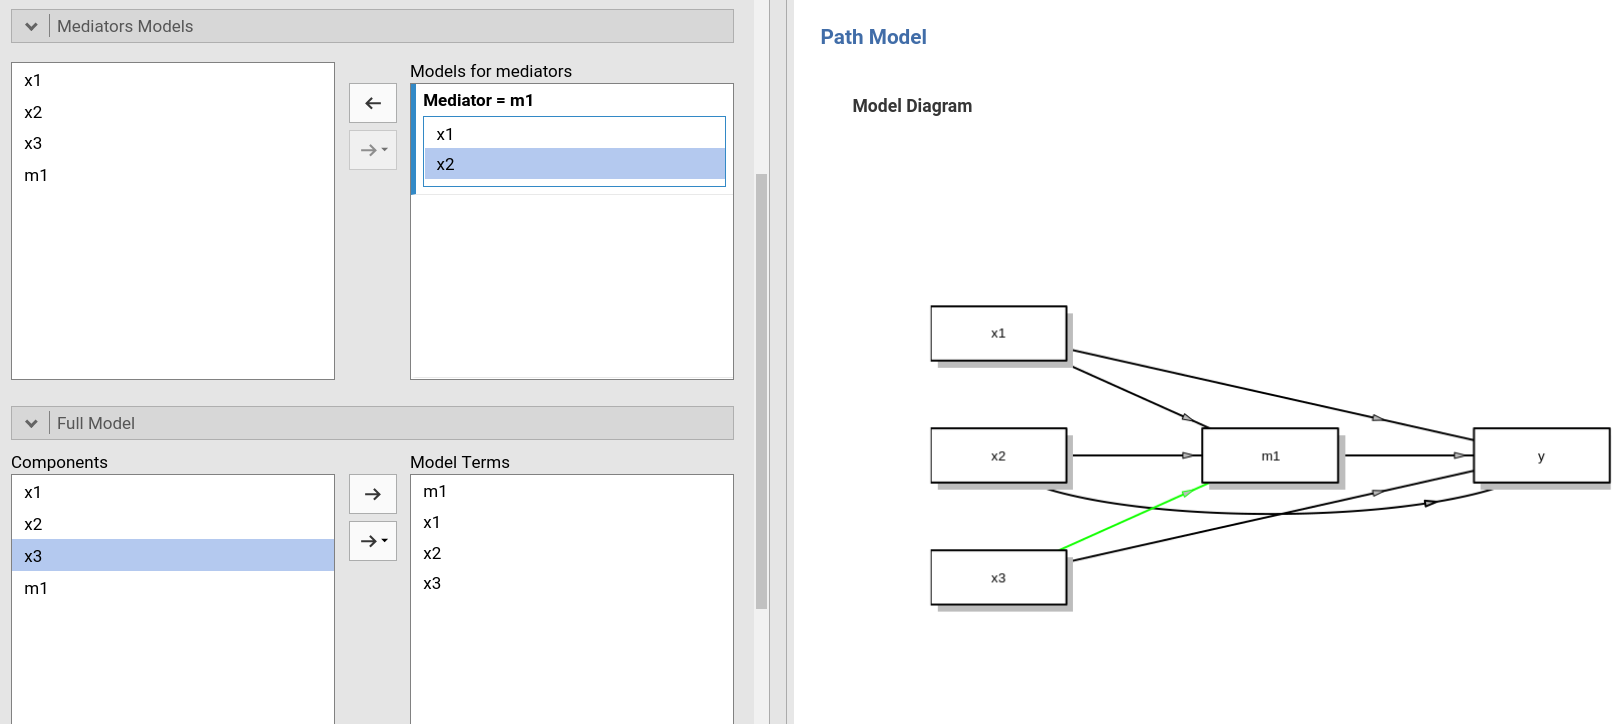 Mediators Models
x1
x2
x3
m1
Models for mediators
Mediator = m1
x1
x2
Full Model
Components
x1
x2
x3
m1
Model Terms
m1
x1
x2
x3
Path Model
Model Diagram
x1
x2
m1
y
x3